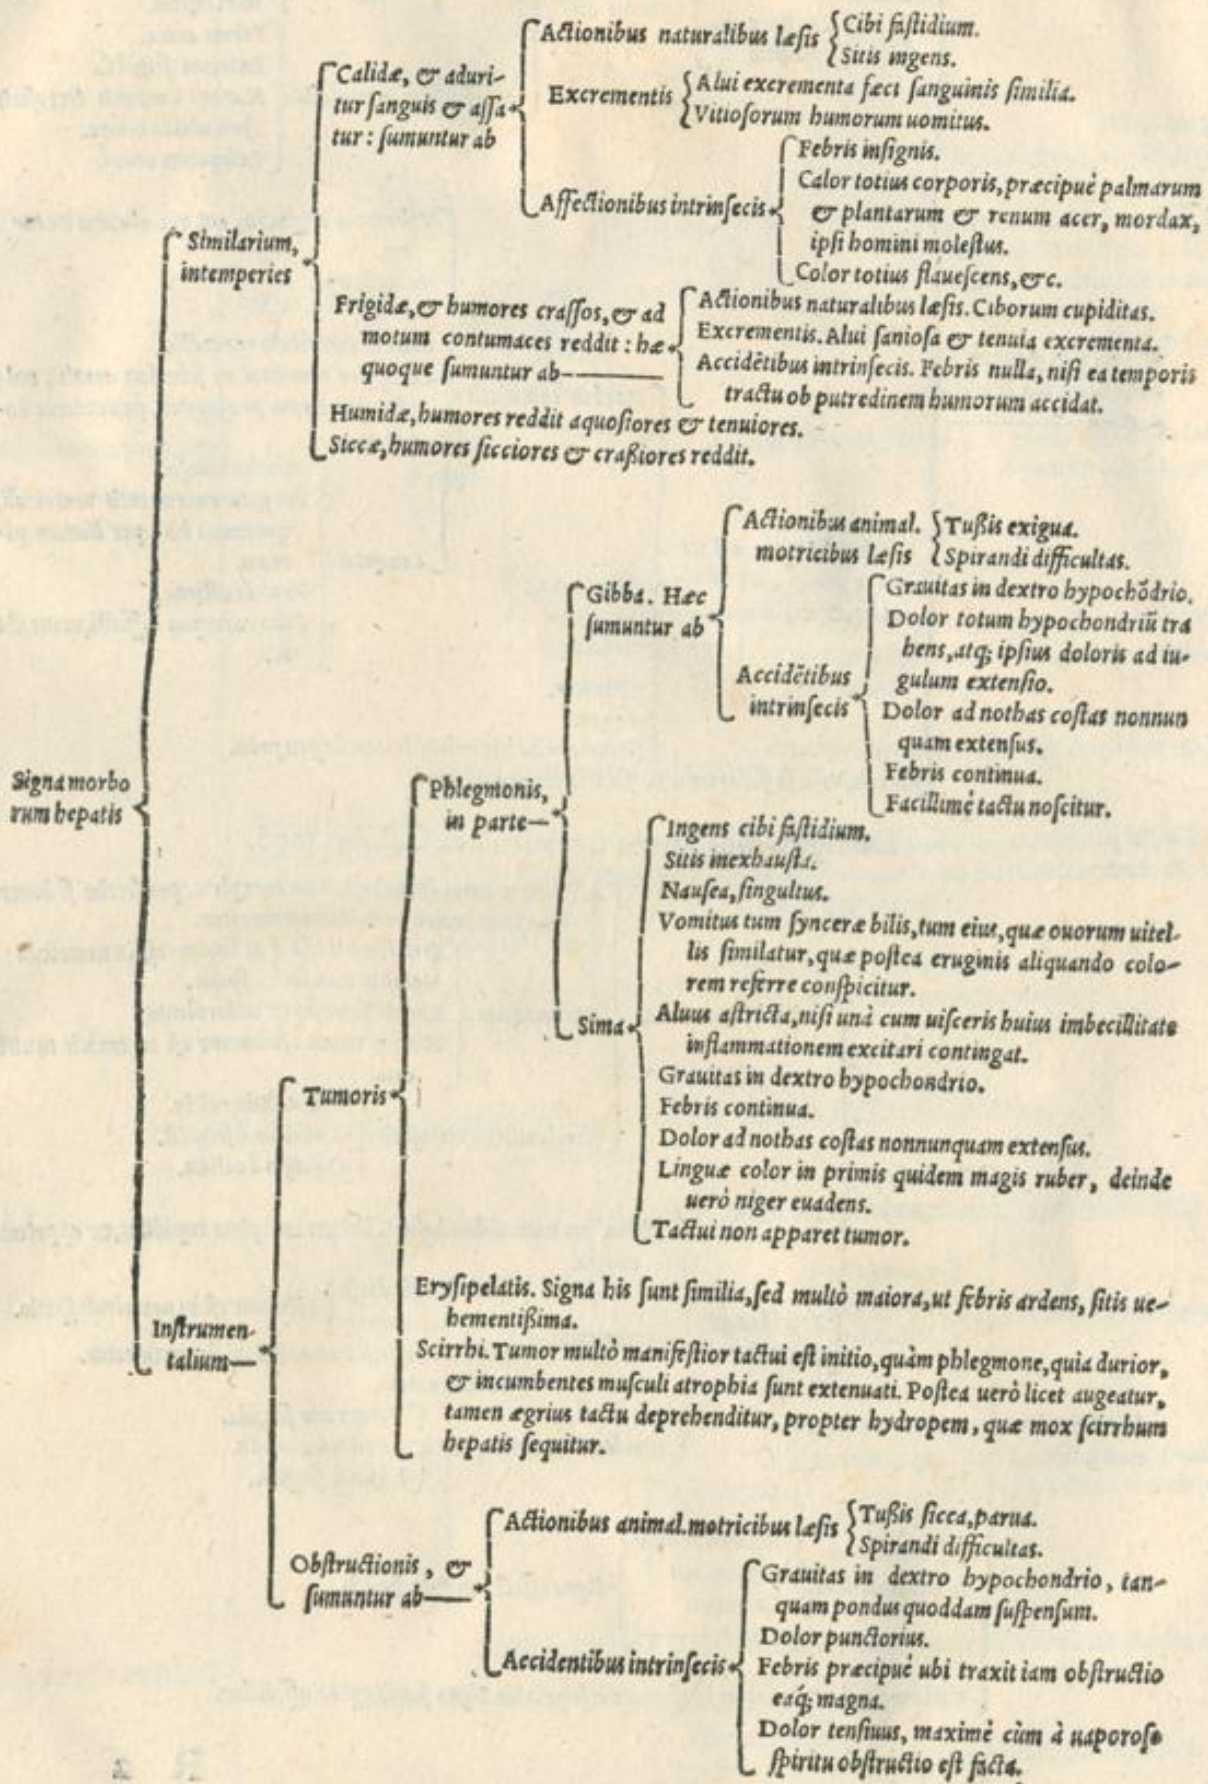 Signa morbo
rum hepatis
Similarium,
intemperies
Calidæ, & aduri-
tur sanguis & assa
tur: sumuntur ab
Actionibus naturalibus læsis
Cibi fastidium.
Sitis ingens.
Excrementis
Alui excrementa fæci sanguinis similia.
Vitiosorum humorum uomitus.
Affectionibus intrinsecis
Febris insignis.
Calor totius corporis, præcipuè palmarum
& plantarum & renum acer, mordax,
ipsi homini molestus.
Color totius flauescens, &c.
Frigidæ, & humores crassos, & ad
motum contumaces reddit: hæ
quoque sumuntur ab
Actionibus naturalibus læsis. Ciborum cupiditas.
Excrementis. Alui saniosa & tenuia excrementa.
Accidẽtibus intrinsecis. Febris nulla, nisi ea temporis
tractu ob putredinem humorum accidat.
Humidæ, humores reddit aquosiores & tenuiores.
Siccæ, humores sicciores & craßiores reddit.
Instrumen-
talium
Tumoris
Phlegmonis,
in parte
Gibba. Hæc
sumuntur ab
Actionibus animal.
motricibus læsis
Tußis exigua.
Spirandi difficultas.
Accidẽtibus
intrinsecis
Grauitas in dextro hypochõdrio.
Dolor totum hypochondriũ tra
hens, atq; ipsius doloris ad iu-
gulum extensio.
Dolor ad nothas costas nonnun
quam extensus.
Febris continua.
Facillimè tactu noscitur.
Sima
Ingens cibi fastidium.
Sitis inexhausta.
Nausea, singultus.
Vomitus tum synceræ bilis, tum eius, quæ ouorum uitel-
lis similatur, quæ postea eruginis aliquando colo-
rem referre conspicitur.
Aluus astricta, nisi unà cum uisceris huius imbecillitate
inflammationem excitari contingat.
Grauitas in dextro hypochondrio.
Febris continua.
Dolor ad nothas costas nonnunquam extensus.
Linguæ color in primis quidem magis ruber, deinde
uerò niger euadens.
Tactui non apparet tumor.
Erysipelatis. Signa his sunt similia, sed multò maiora, ut febris ardens, sitis ue-
hementißima.
Scirrhi. Tumor multò manifestior tactui est initio, quàm phlegmone, quia durior,
& incumbentes musculi atrophia sunt extenuati. Postea uerò licet augeatur,
tamen ægrius tactu deprehenditur, propter hydropem, quæ mox scirrhum
hepatis sequitur.
Obstructionis, &
sumuntur ab
Actionibus animal. motricibus læsis
Tußis sicca, parua.
Spirandi difficultas.
Accidentibus intrinsecis
Grauitas in dextro hypochondrio, tan-
quam pondus quoddam suspensum.
Dolor punctorius.
Febris præcipuè ubi traxit iam obstructio
eaq́; magna.
Dolor tensiuus, maximè cùm à uaporoso
spiritu obstructio est facta.